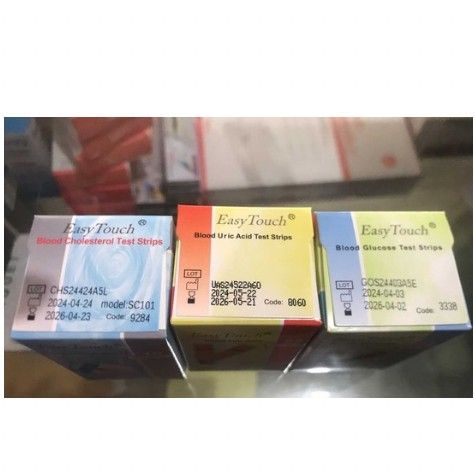 EasyTouch®
Blood Cholesterol Test Strips
LOT CHS24424A5L
2024-04-24 model:SC101
2026-04-23 Code: 9284
EasyTouch®
Blood Uric Acid Test Strips
LOT UAS24522A60
2024-05-22
2026-05-21 Code: 8060
EasyTouch®
Blood Glucose Test Strips
LOT GOS24403A3E
2024-04-03
2026-04-02 Code: 3338